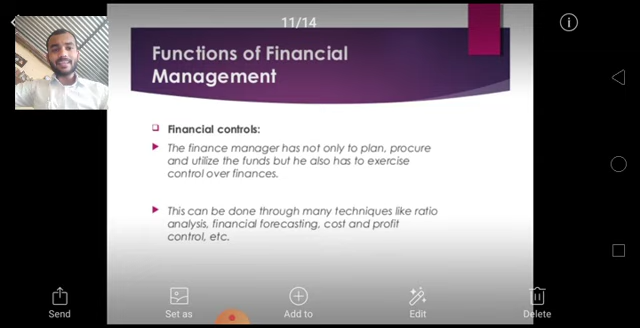 11/14
Functions of Financial
Management
Financial controls:
The finance manager has not only to plan, procure
and utilize the funds but he also has to exercise
control over finances.
This can be done through many techniques like ratio
analysis, financial forecasting, cost and profit
control, etc.
Send
Set as
Add to
Edit
Delete